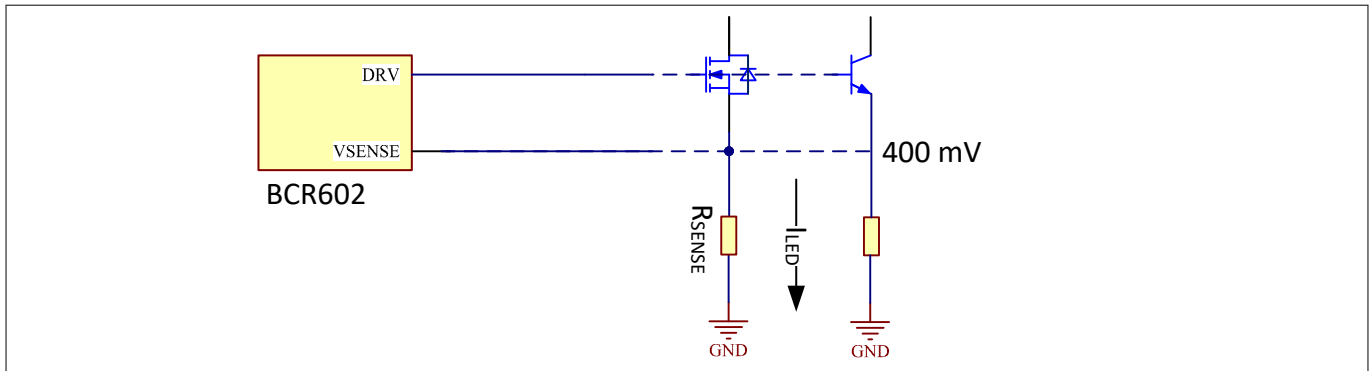 DRV
VSENSE
400 mV
BCR602
RSENSE
ILED
GND
GND